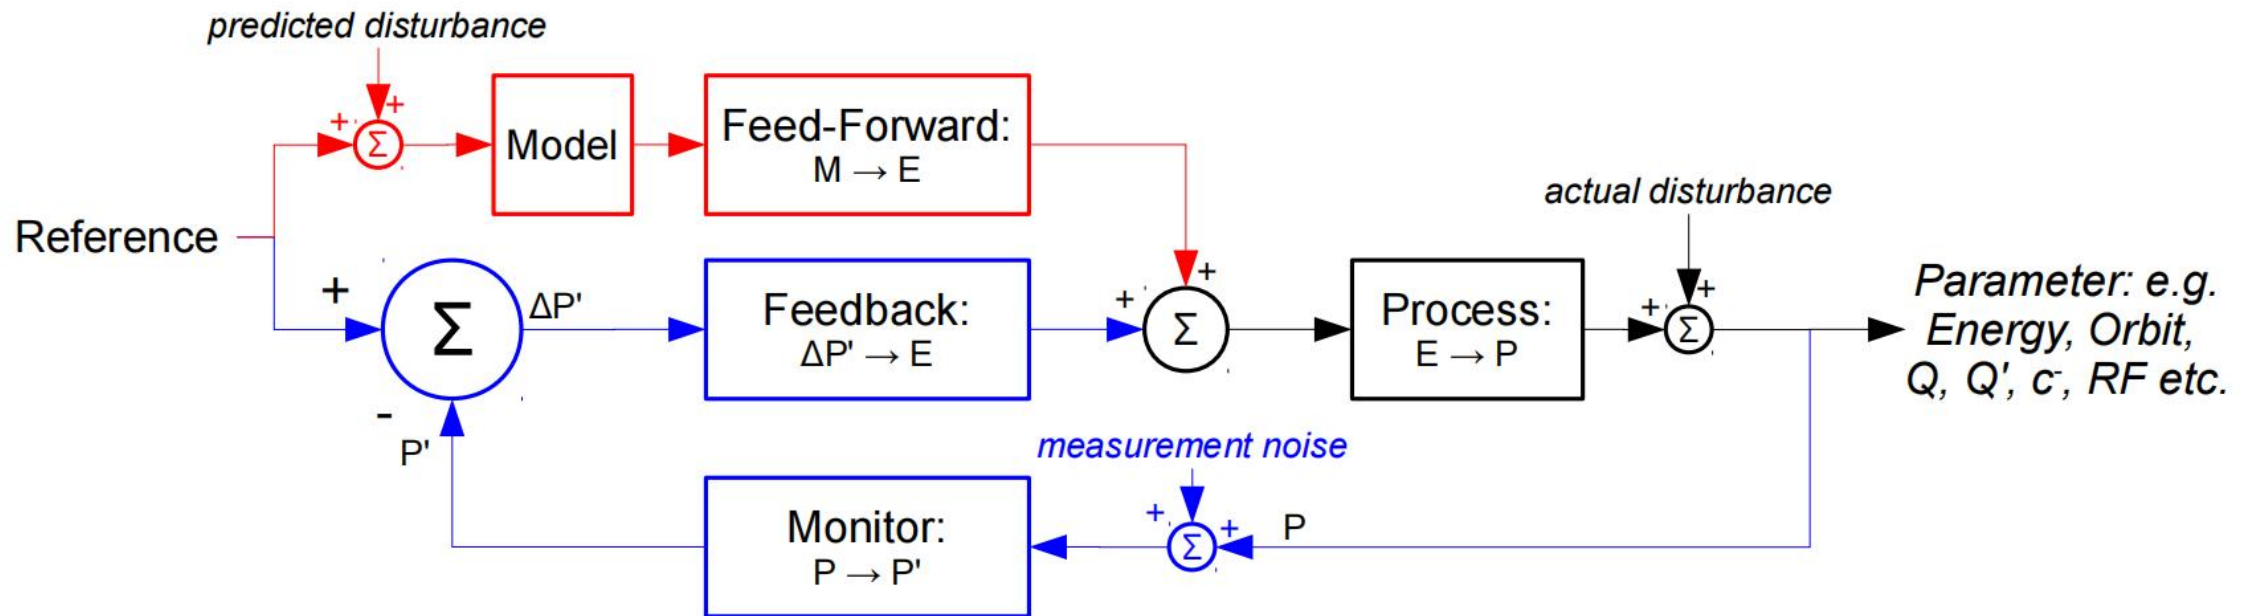 predicted disturbance
+
+
Σ
Model
Feed-Forward:
M → E
actual disturbance
Reference
+
Σ
ΔP'
-
P'
Feedback:
ΔP' → E
+
+
Σ
Process:
E → P
+
+
Σ
Parameter: e.g.
Energy, Orbit,
Q, Q', c⁻, RF etc.
measurement noise
Monitor:
P → P'
+
+
Σ
P